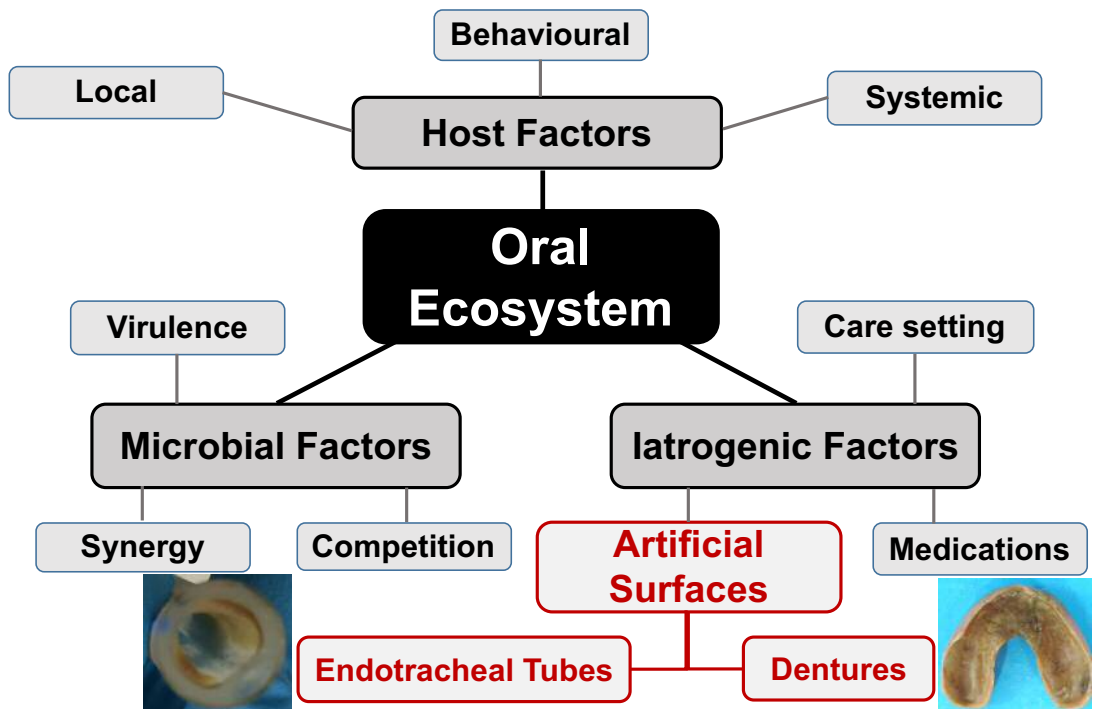 Behavioural
Local
Systemic
Host Factors
Oral
Ecosystem
Virulence
Care setting
Microbial Factors
Iatrogenic Factors
Synergy
Competition
Artificial
Surfaces
Medications
Endotracheal Tubes
Dentures